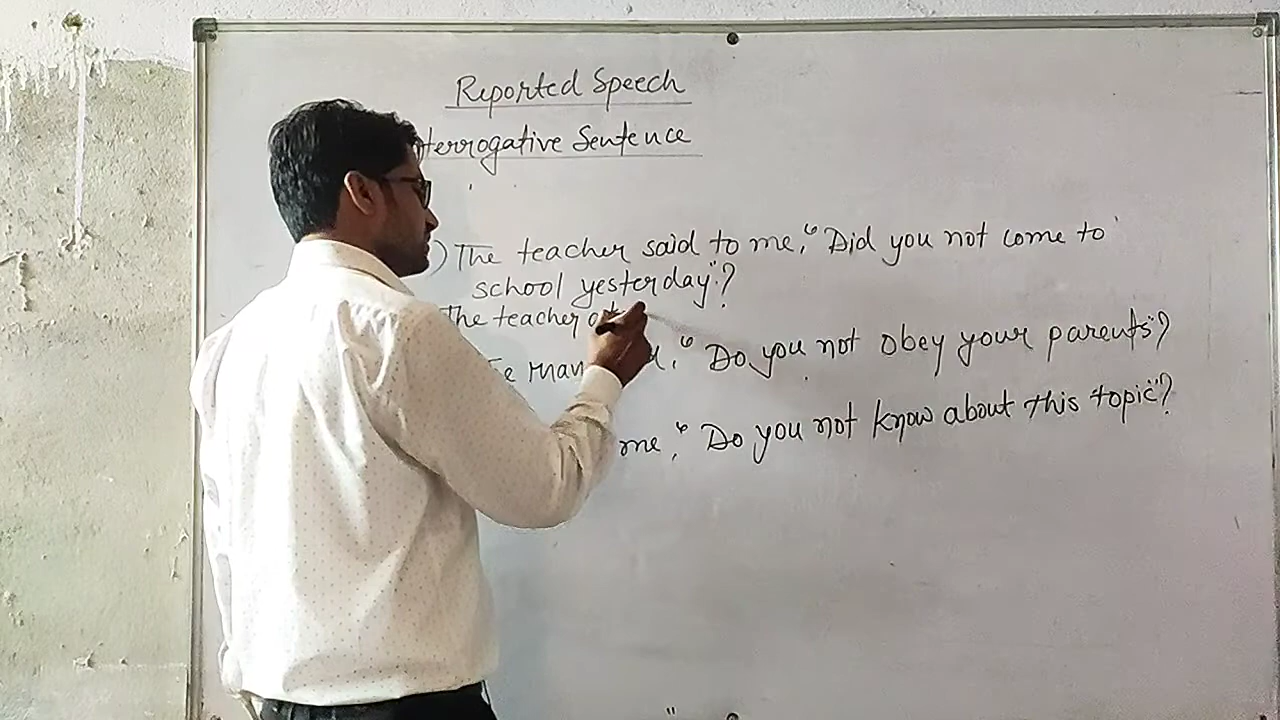 Reported Speech
terrogative Sentence
) The teacher said to me, "Did you not come to
school yesterday"?
The teacher
man "Do you not obey your parents"?
me, "Do you not know about this topic"?